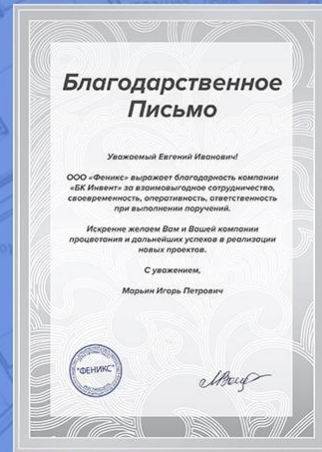 Благодарственное
Письмо
Уважаемый Евгений Иванович!
ООО «Феникс» выражает благодарность компании
«БК Инвент» за взаимовыгодное сотрудничество,
своевременность, оперативность, ответственность
при выполнении поручений.
Искренне желаем Вам и Вашей компании
процветания и дальнейших успехов в реализации
новых проектов.
С уважением,
Марьин Игорь Петрович
"ФЕНИКС"